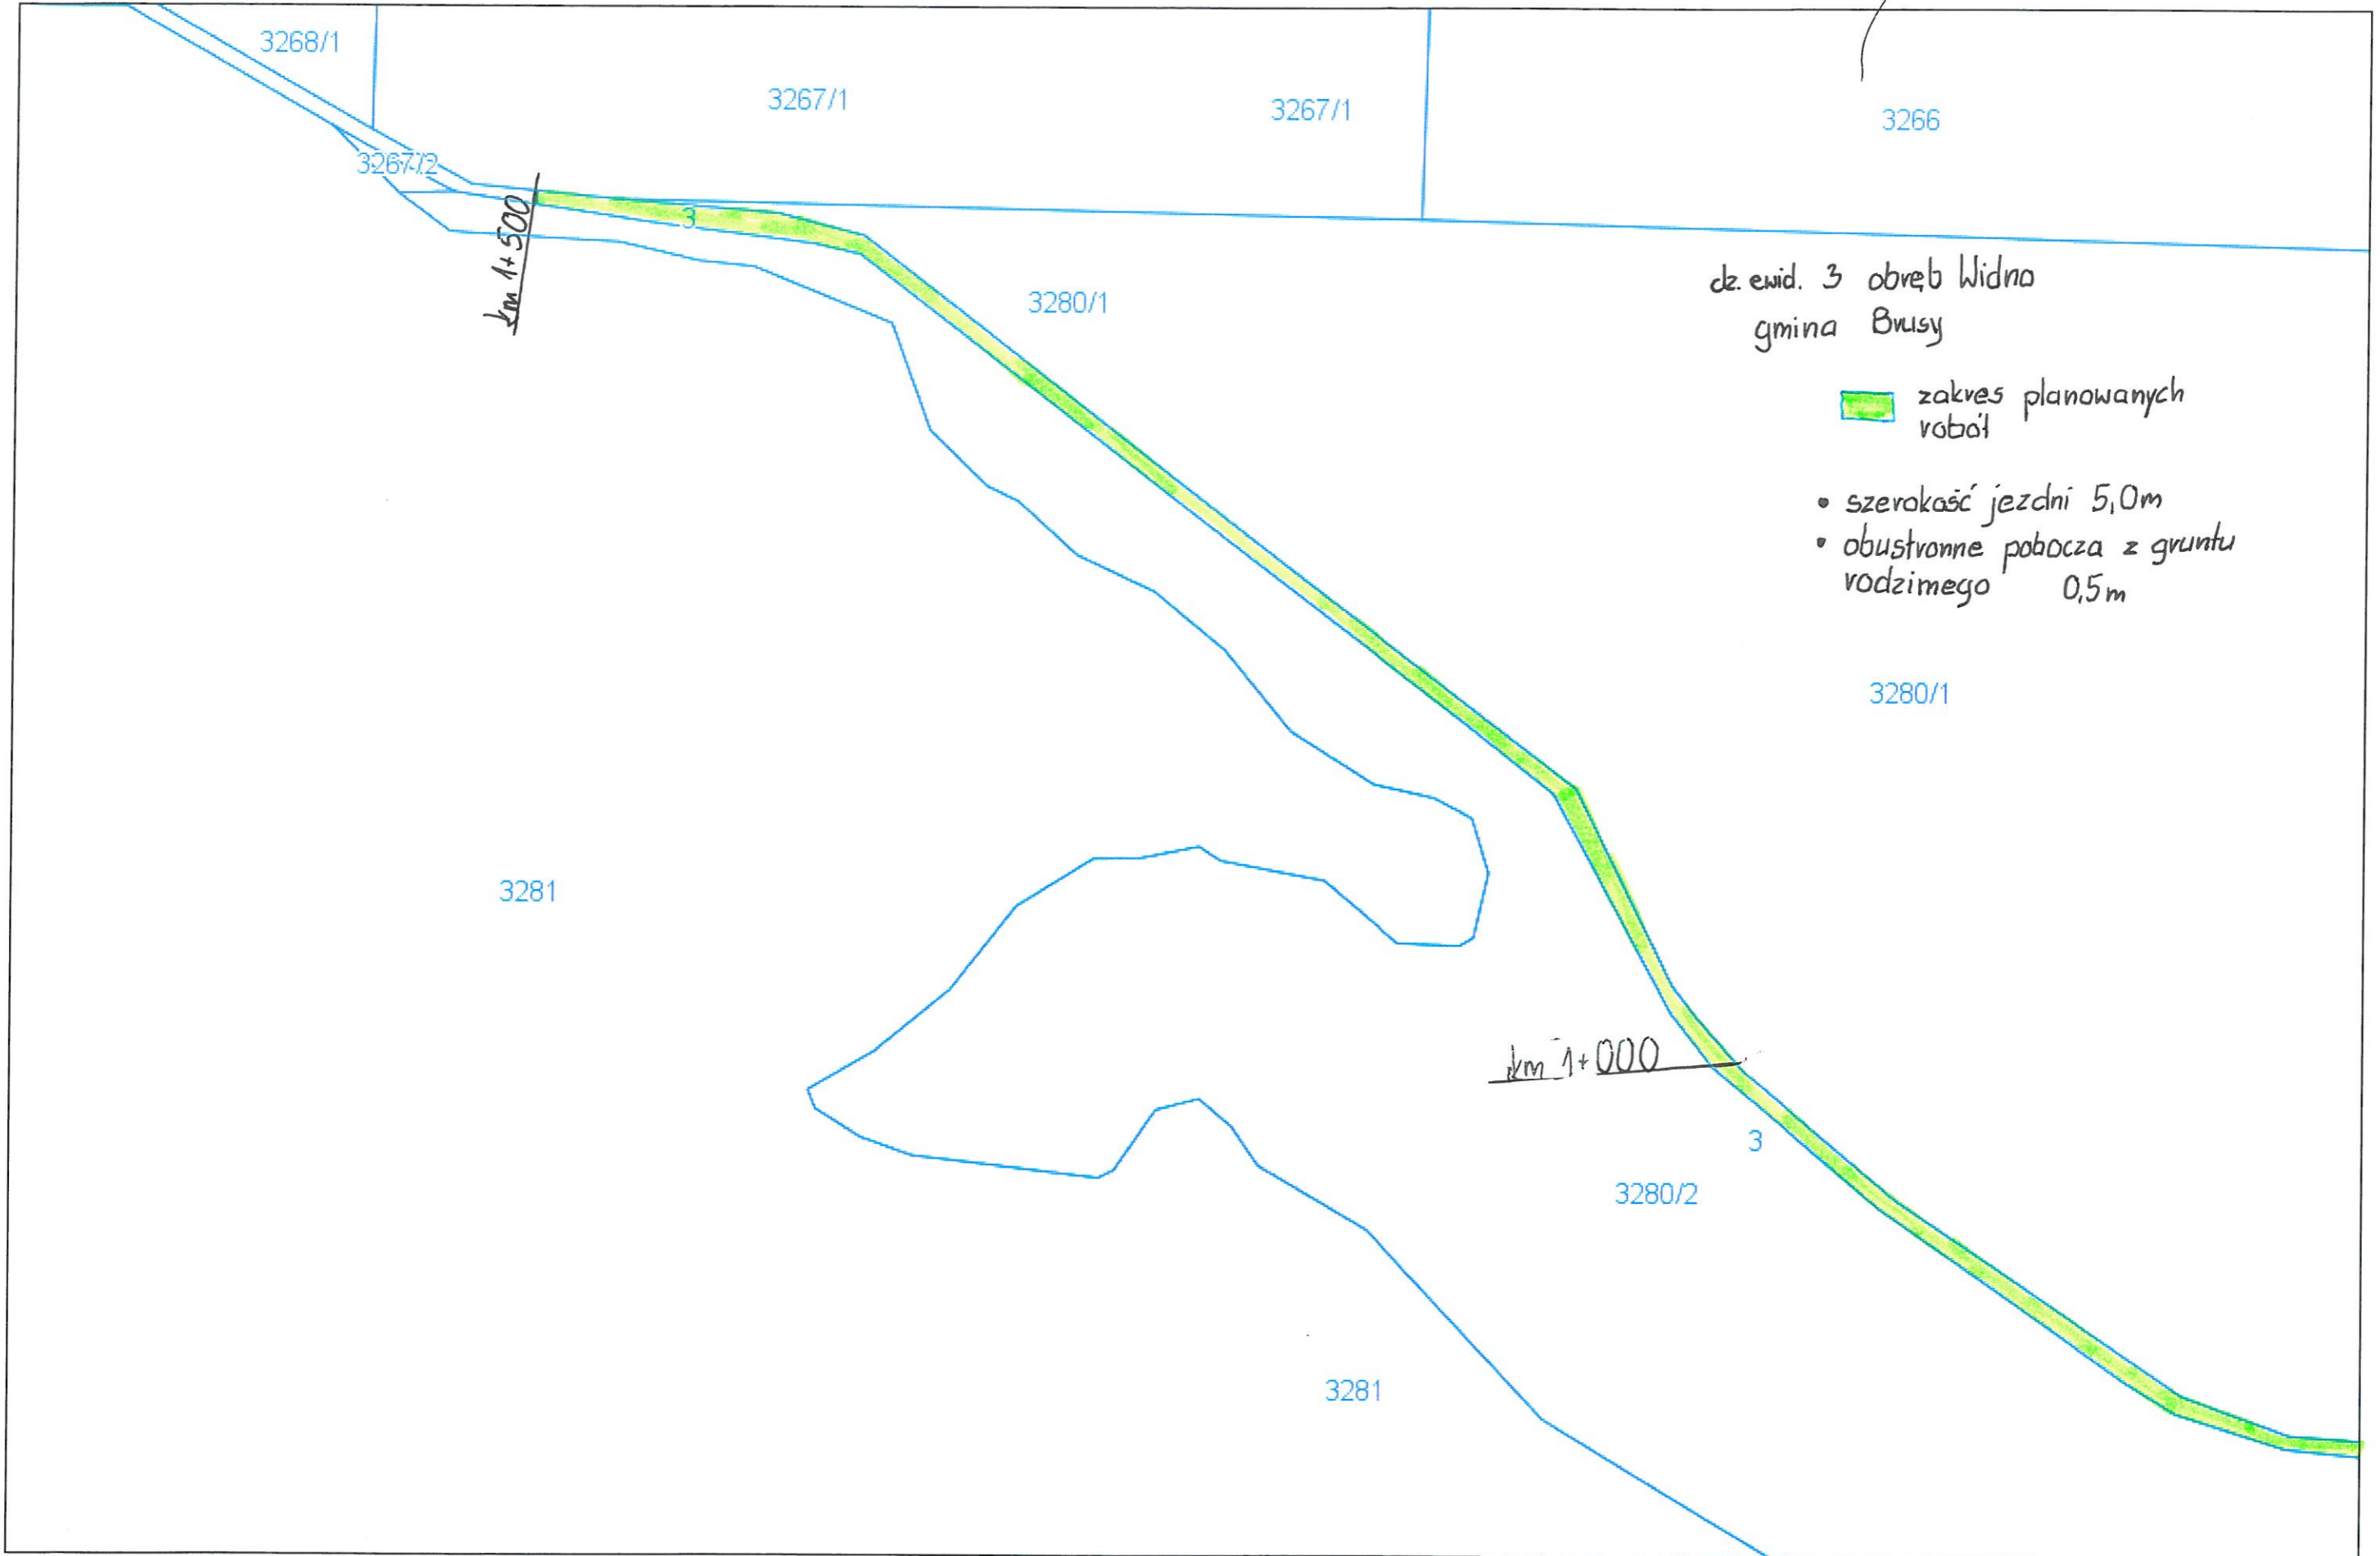 3268/1
3267/1
3267/1
3266
3267/2
3
km 1+500
3280/1
dz. ewid. 3 obręb Widno
gmina Brusy
zakres planowanych
robót
• szerokość jezdni 5,0m
• obustronne pobocza z gruntu
rodzimego 0,5m
3280/1
3281
km 1+000
3
3280/2
3281